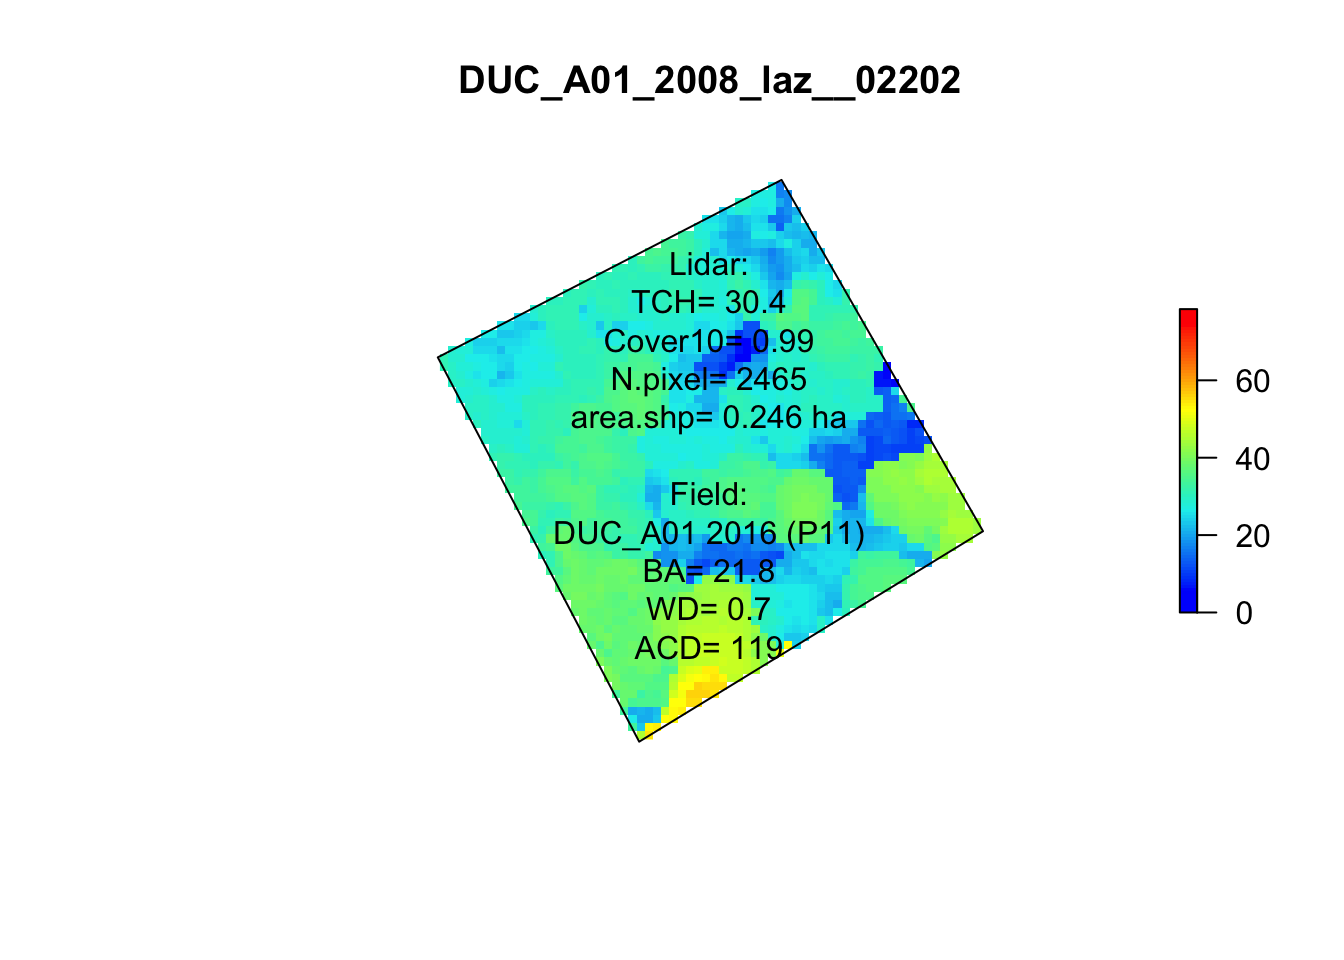 DUC_A01_2008_laz__02202
Lidar:
TCH= 30.4
Cover10= 0.99
N.pixel= 2465
area.shp= 0.246 ha
Field:
DUC_A01 2016 (P11)
BA= 21.8
WD= 0.7
ACD= 119
60
40
20
0